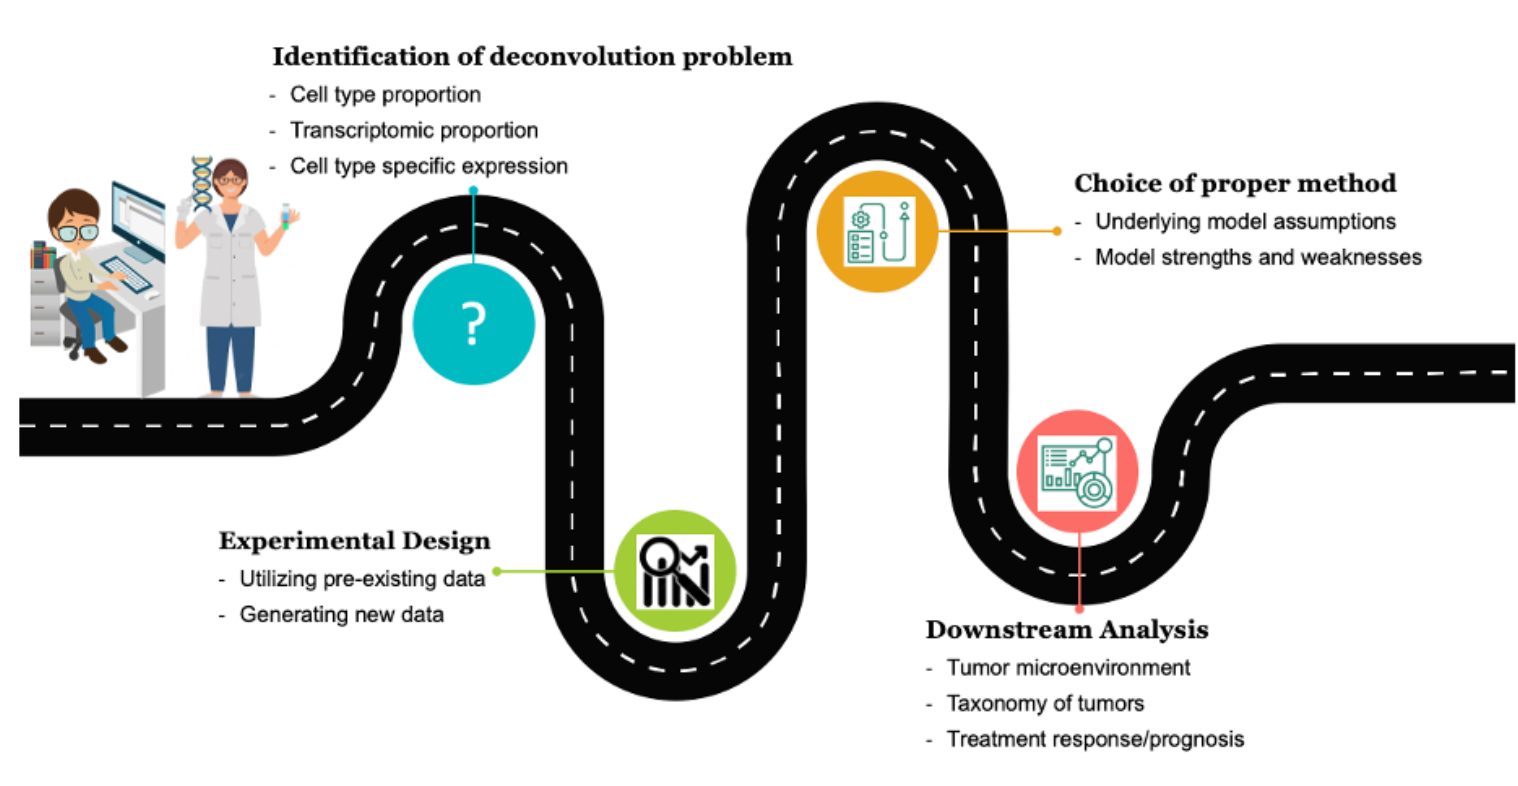 Identification of deconvolution problem
- Cell type proportion
- Transcriptomic proportion
- Cell type specific expression
?
Experimental Design
- Utilizing pre-existing data
- Generating new data
Choice of proper method
- Underlying model assumptions
- Model strengths and weaknesses
Downstream Analysis
- Tumor microenvironment
- Taxonomy of tumors
- Treatment response/prognosis